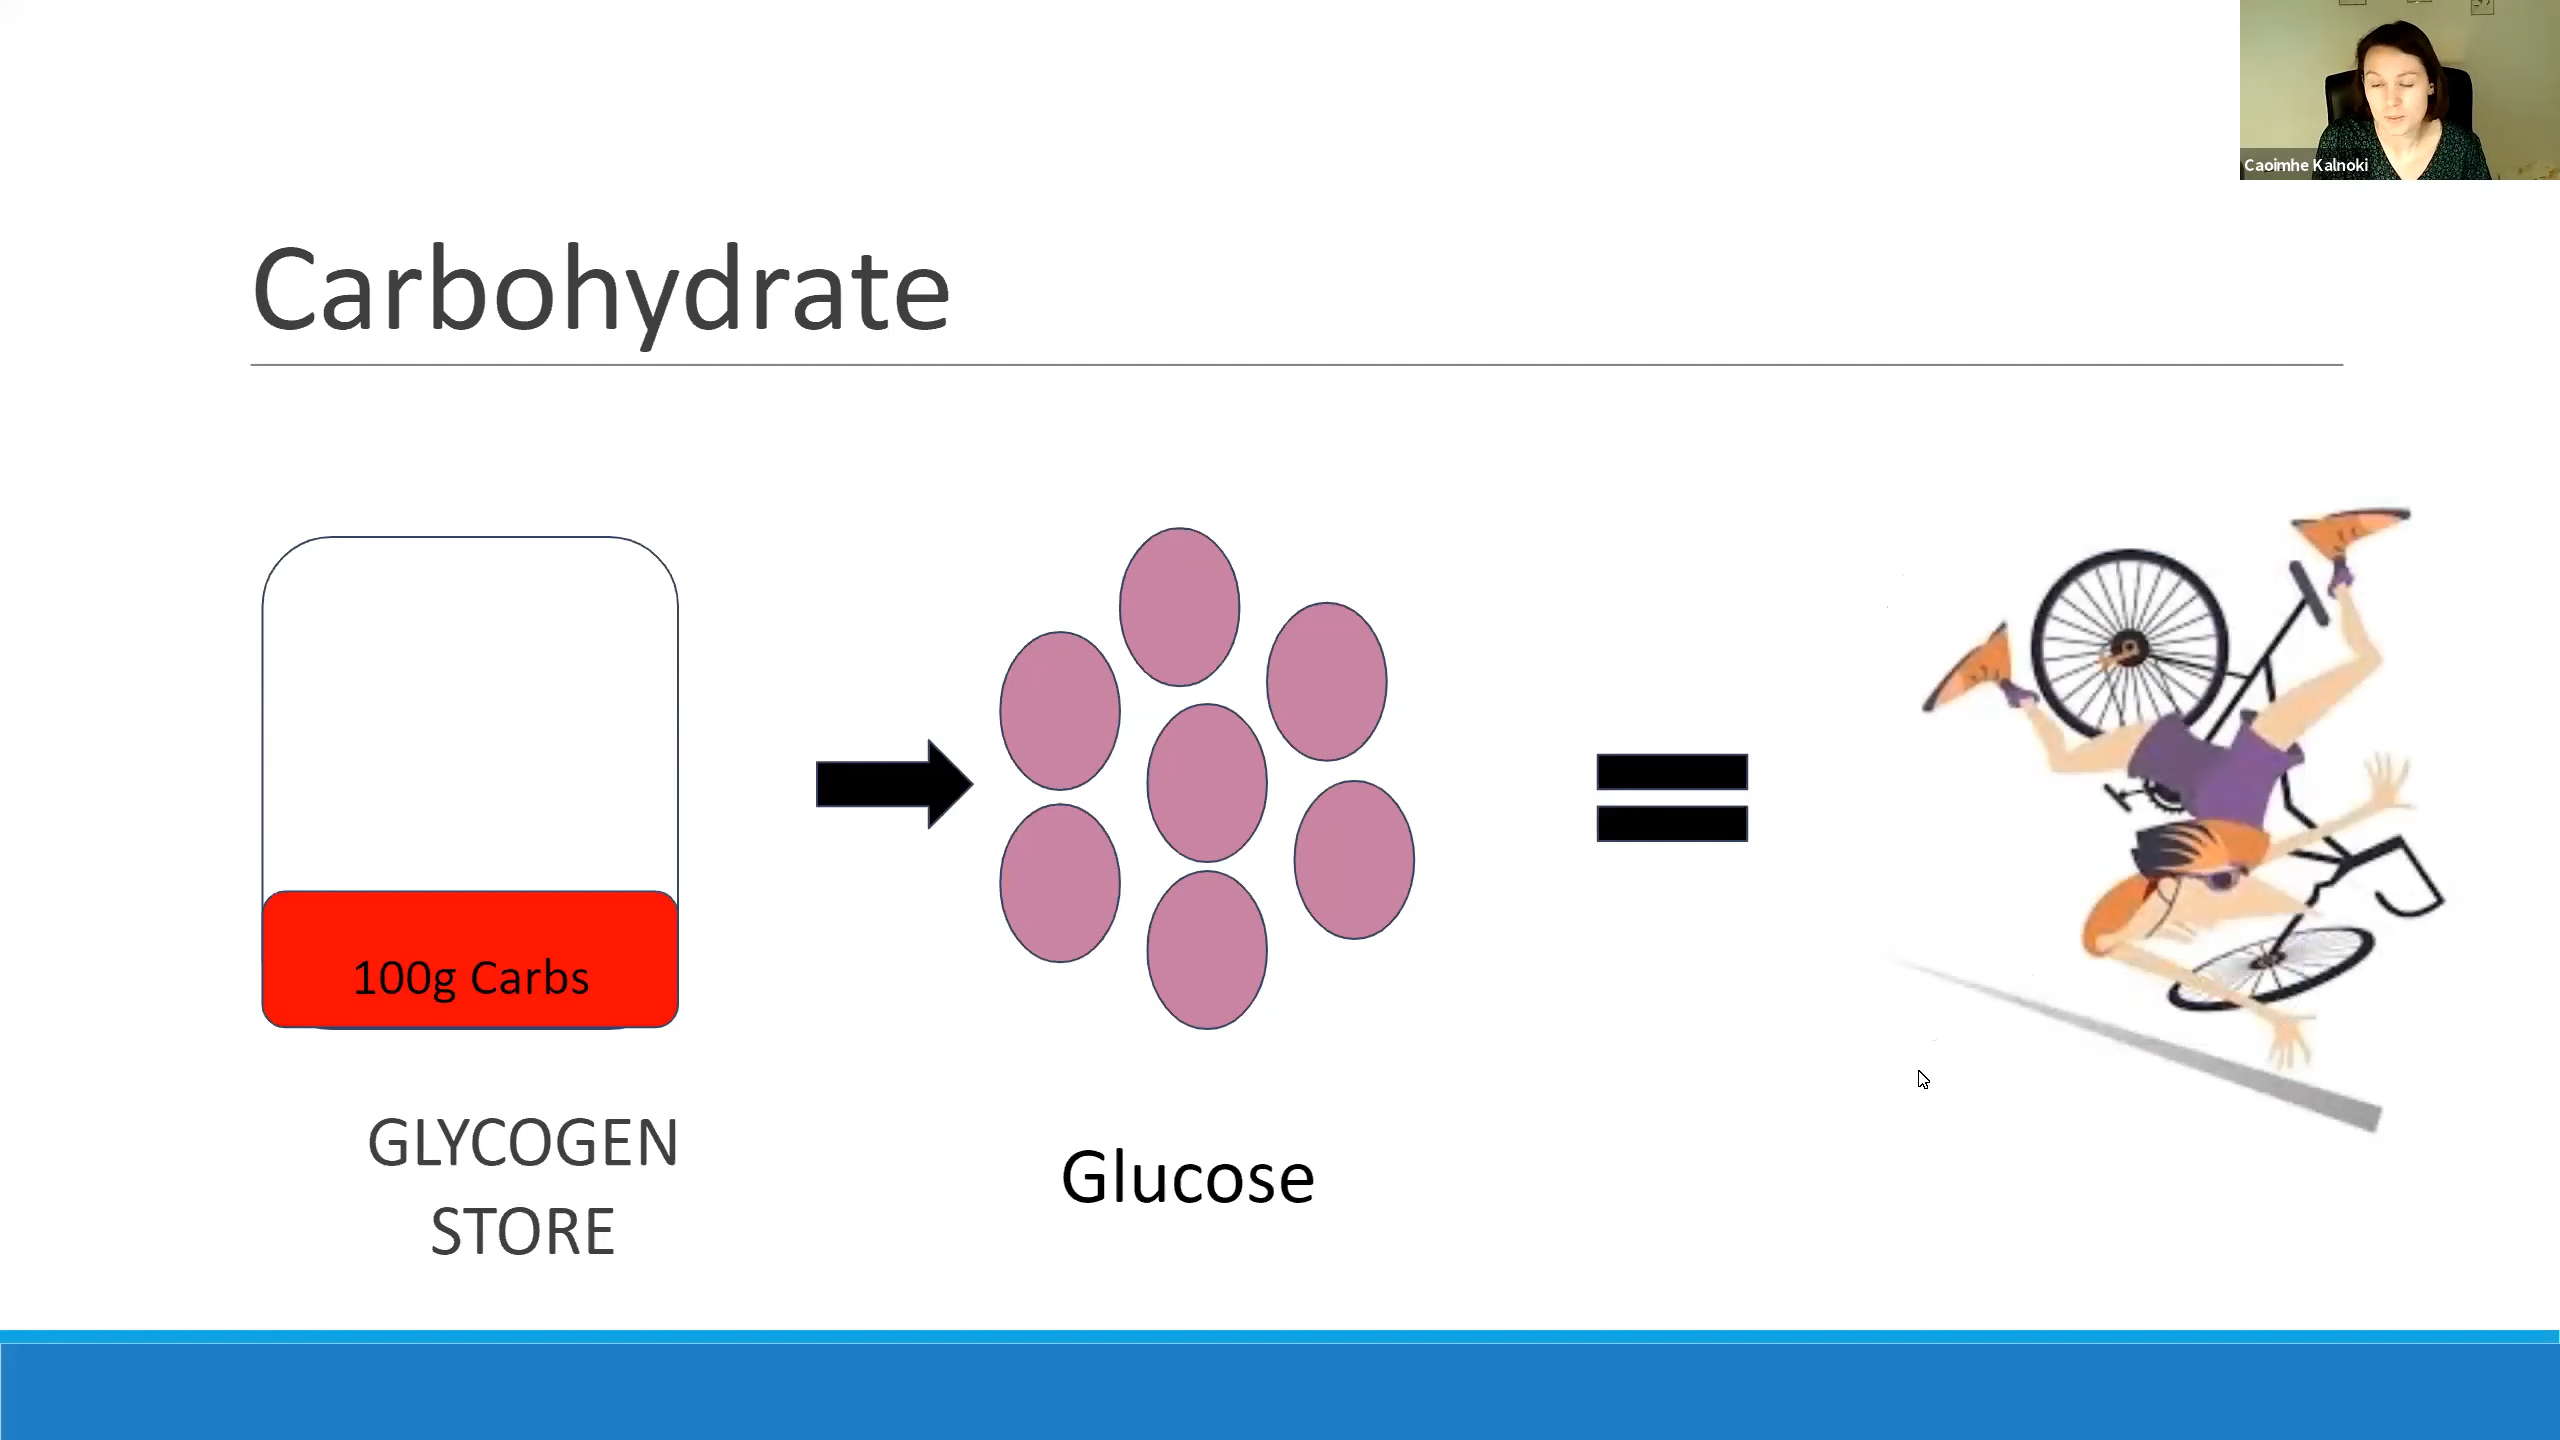 Caoimhe Kalnoki
Carbohydrate
100g Carbs
GLYCOGEN
STORE
Glucose